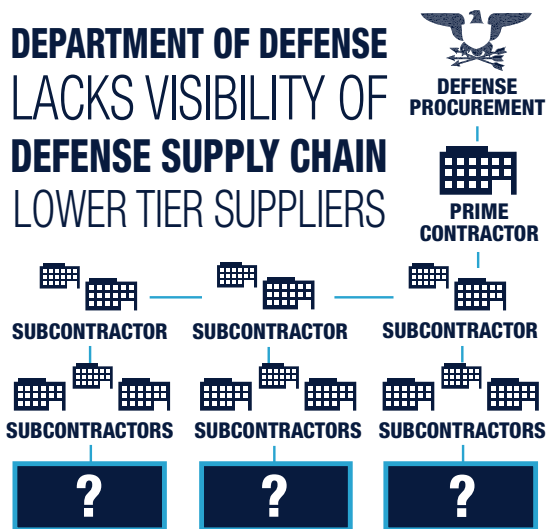 DEPARTMENT OF DEFENSE
LACKS VISIBILITY OF
DEFENSE SUPPLY CHAIN
LOWER TIER SUPPLIERS
DEFENSE
PROCUREMENT
PRIME
CONTRACTOR
SUBCONTRACTOR
SUBCONTRACTOR
SUBCONTRACTOR
SUBCONTRACTORS
SUBCONTRACTORS
SUBCONTRACTORS
?
?
?